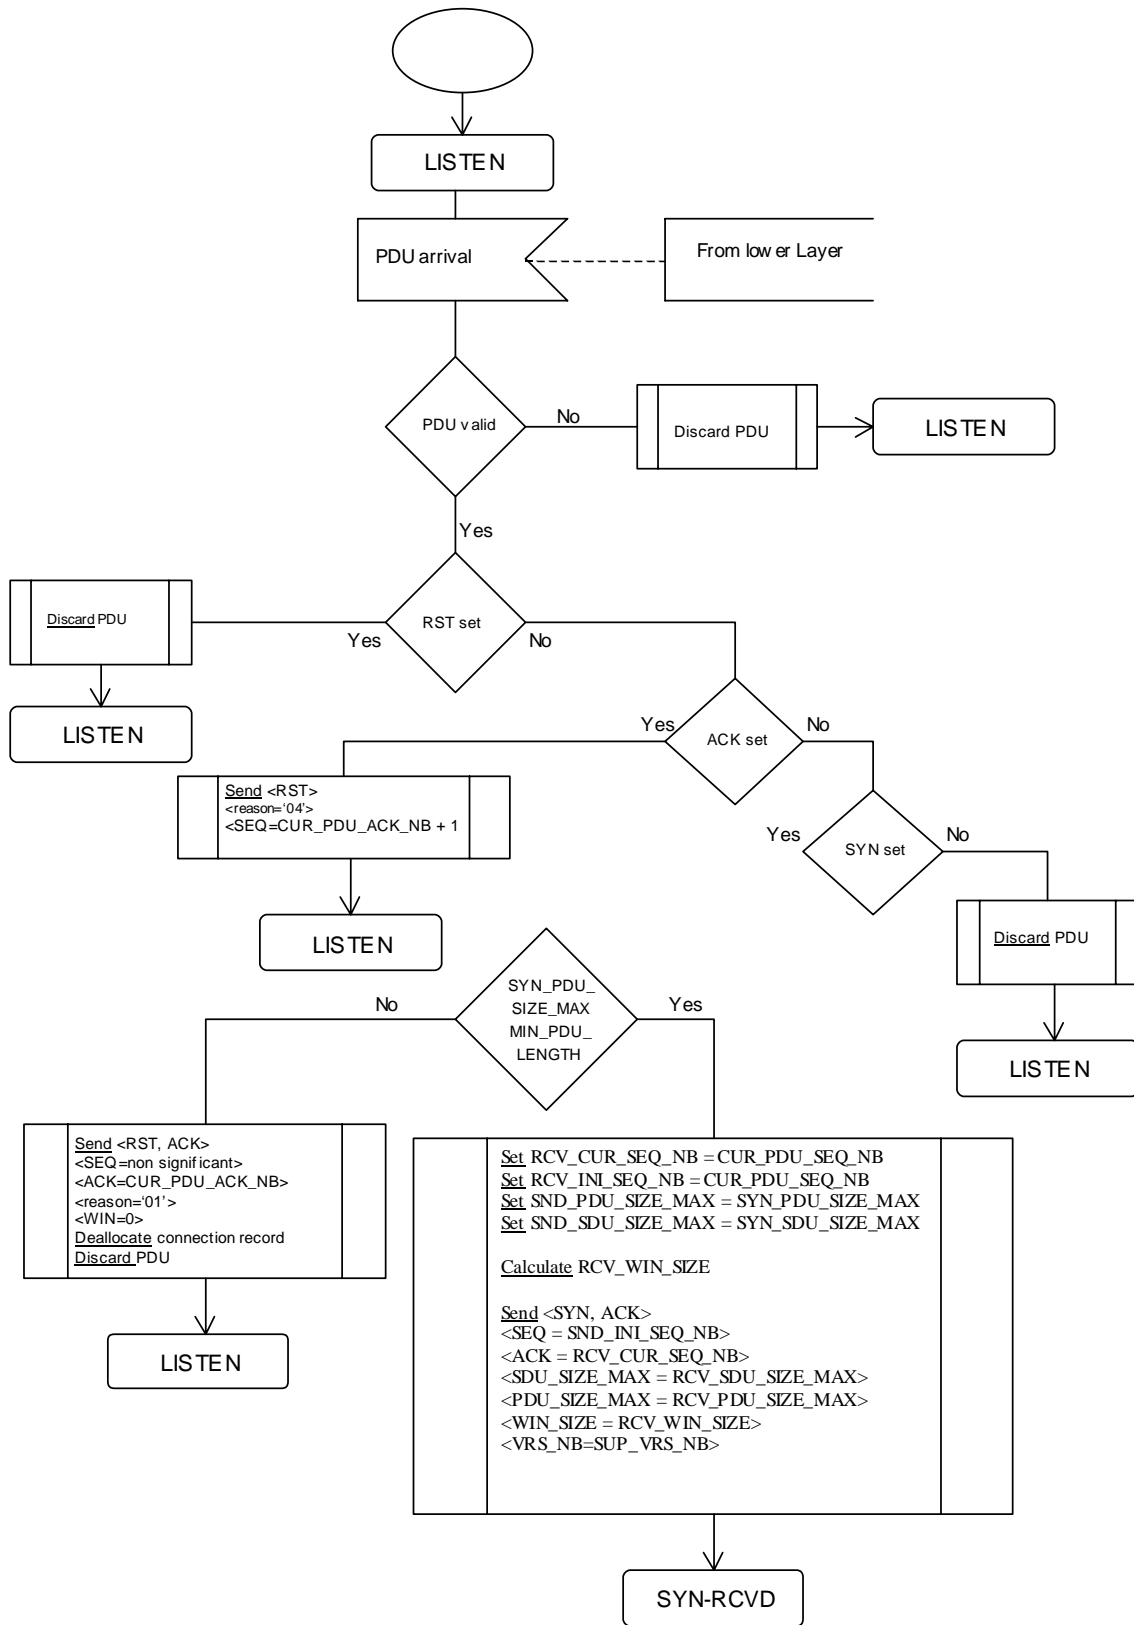 LISTEN
PDU arrival
From lower Layer
PDU valid
No
Discard PDU
LISTEN
Yes
Discard PDU
Yes
RST set
No
LISTEN
Yes
ACK set
No
Send <RST>
<reason=‘04’>
<SEQ=CUR_PDU_ACK_NB + 1
Yes
SYN set
No
LISTEN
Discard PDU
LISTEN
No
SYN_PDU_
SIZE_MAX
MIN_PDU_
LENGTH
Yes
Send <RST, ACK>
<SEQ=non significant>
<ACK=CUR_PDU_ACK_NB>
<reason=‘01’>
<WIN=0>
Deallocate connection record
Discard PDU
LISTEN
Set RCV_CUR_SEQ_NB = CUR_PDU_SEQ_NB
Set RCV_INI_SEQ_NB = CUR_PDU_SEQ_NB
Set SND_PDU_SIZE_MAX = SYN_PDU_SIZE_MAX
Set SND_SDU_SIZE_MAX = SYN_SDU_SIZE_MAX
Calculate RCV_WIN_SIZE
Send <SYN, ACK>
<SEQ = SND_INI_SEQ_NB>
<ACK = RCV_CUR_SEQ_NB>
<SDU_SIZE_MAX = RCV_SDU_SIZE_MAX>
<PDU_SIZE_MAX = RCV_PDU_SIZE_MAX>
<WIN_SIZE = RCV_WIN_SIZE>
<VRS_NB=SUP_VRS_NB>
SYN-RCVD